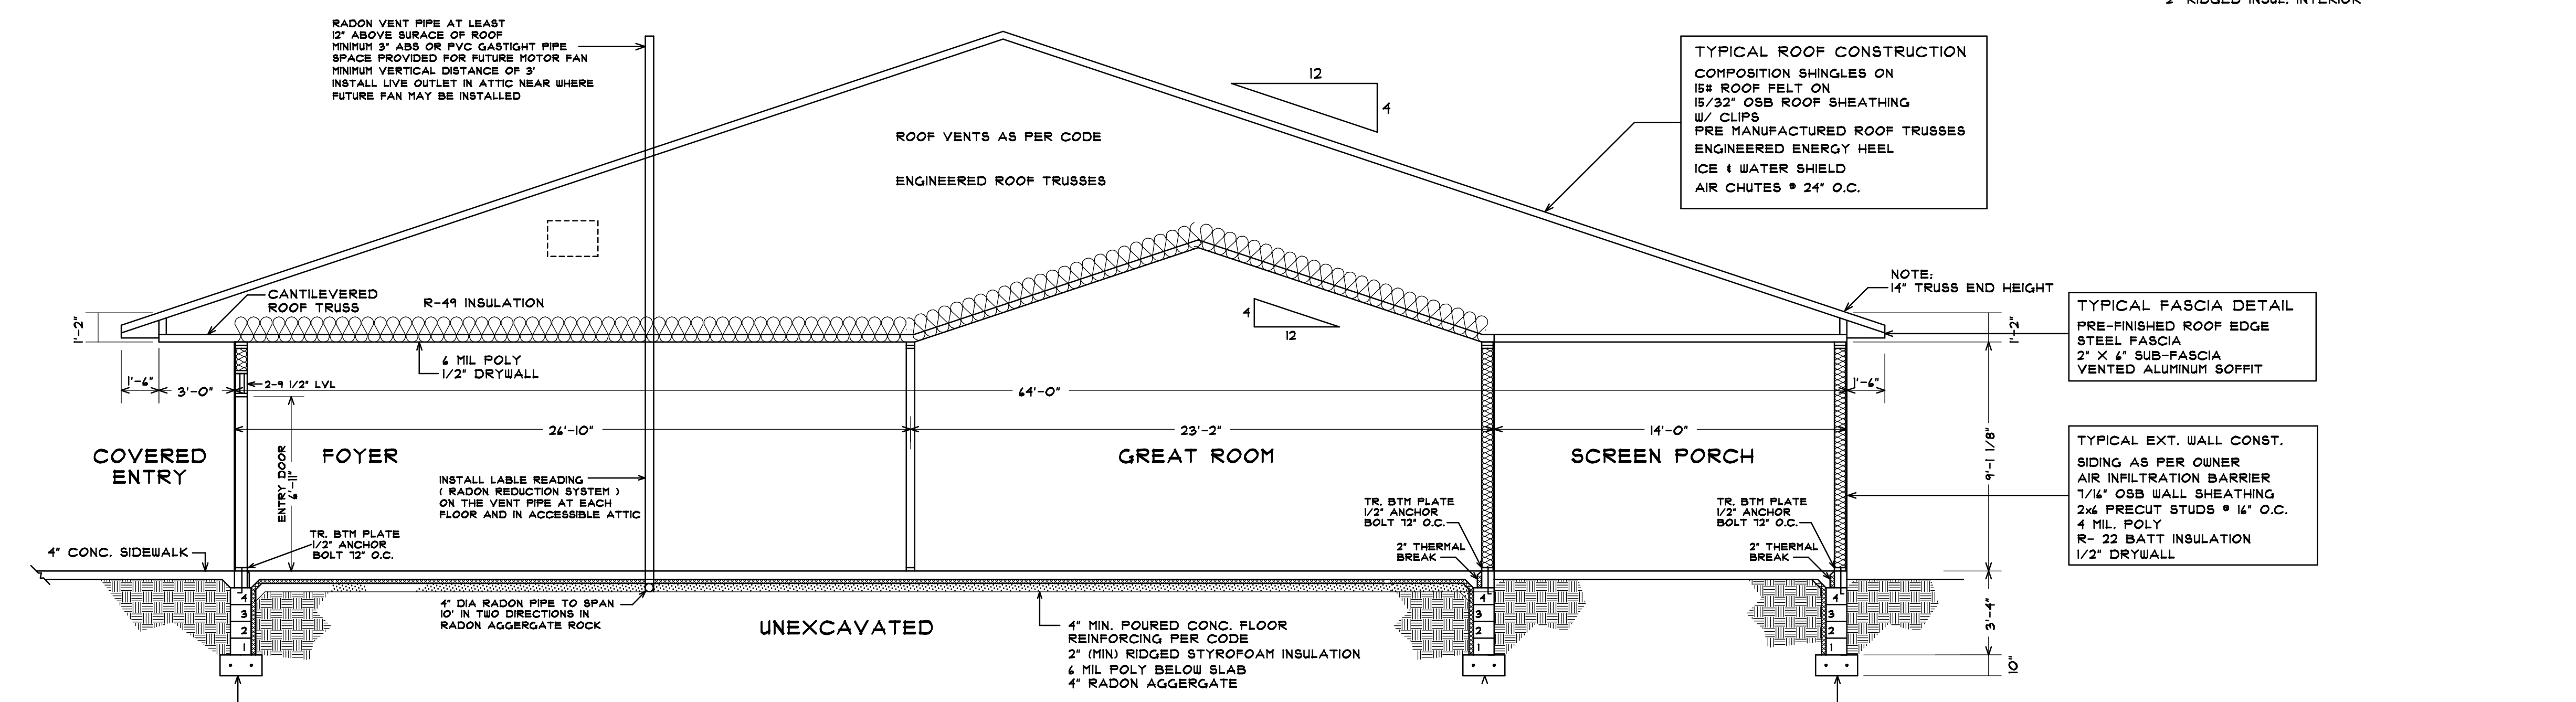 RADON VENT PIPE AT LEAST
12" ABOVE SURACE OF ROOF
MINIMUM 3" ABS OR PVC GASTIGHT PIPE
SPACE PROVIDED FOR FUTURE MOTOR FAN
MINIMUM VERTICAL DISTANCE OF 3'
INSTALL LIVE OUTLET IN ATTIC NEAR WHERE
FUTURE FAN MAY BE INSTALLED
12
4
ROOF VENTS AS PER CODE
ENGINEERED ROOF TRUSSES
TYPICAL ROOF CONSTRUCTION
COMPOSITION SHINGLES ON
15# ROOF FELT ON
15/32" OSB ROOF SHEATHING
W/ CLIPS
PRE MANUFACTURED ROOF TRUSSES
ENGINEERED ENERGY HEEL
ICE & WATER SHIELD
AIR CHUTES @ 24" O.C.
CANTILEVERED
ROOF TRUSS
R-49 INSULATION
4
12
NOTE:
14" TRUSS END HEIGHT
TYPICAL FASCIA DETAIL
PRE-FINISHED ROOF EDGE
STEEL FASCIA
2" X 6" SUB-FASCIA
VENTED ALUMINUM SOFFIT
1'-2"
1'-2"
6 MIL POLY
1/2" DRYWALL
1'-6"
3'-0"
2-9 1/2" LVL
64'-0"
1'-6"
26'-10"
23'-2"
14'-0"
COVERED
ENTRY
FOYER
GREAT ROOM
SCREEN PORCH
ENTRY DOOR
6'-11"
9'-1 1/8"
TYPICAL EXT. WALL CONST.
SIDING AS PER OWNER
AIR INFILTRATION BARRIER
7/16" OSB WALL SHEATHING
2x6 PRECUT STUDS @ 16" O.C.
4 MIL. POLY
R- 22 BATT INSULATION
1/2" DRYWALL
INSTALL LABLE READING
( RADON REDUCTION SYSTEM )
ON THE VENT PIPE AT EACH
FLOOR AND IN ACCESSIBLE ATTIC
TR. BTM PLATE
1/2" ANCHOR
BOLT 72" O.C.
TR. BTM PLATE
1/2" ANCHOR
BOLT 72" O.C.
TR. BTM PLATE
1/2" ANCHOR
BOLT 72" O.C.
4" CONC. SIDEWALK
2" THERMAL
BREAK
2" THERMAL
BREAK
4
3
2
1
4
3
2
1
4
3
2
1
4" DIA RADON PIPE TO SPAN
10' IN TWO DIRECTIONS IN
RADON AGGERGATE ROCK
UNEXCAVATED
4" MIN. POURED CONC. FLOOR
REINFORCING PER CODE
2" (MIN) RIDGED STYROFOAM INSULATION
6 MIL POLY BELOW SLAB
4" RADON AGGERGATE
3'-4"
10"